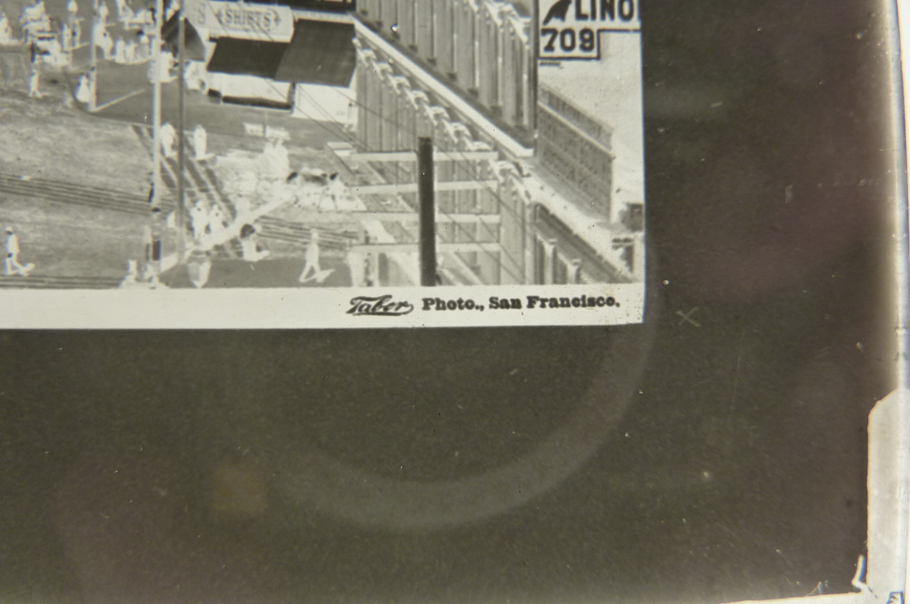 LINO
709
SHIRTS
Taber Photo., San Francisco.